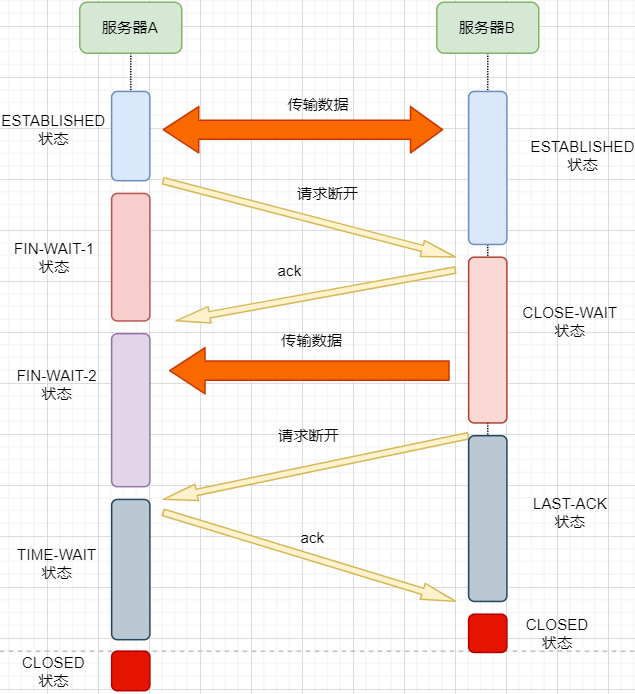 服务器A
服务器B
传输数据
ESTABLISHED
状态
ESTABLISHED
状态
请求断开
FIN-WAIT-1
状态
ack
CLOSE-WAIT
状态
传输数据
FIN-WAIT-2
状态
请求断开
LAST-ACK
状态
ack
TIME-WAIT
状态
CLOSED
状态
CLOSED
状态